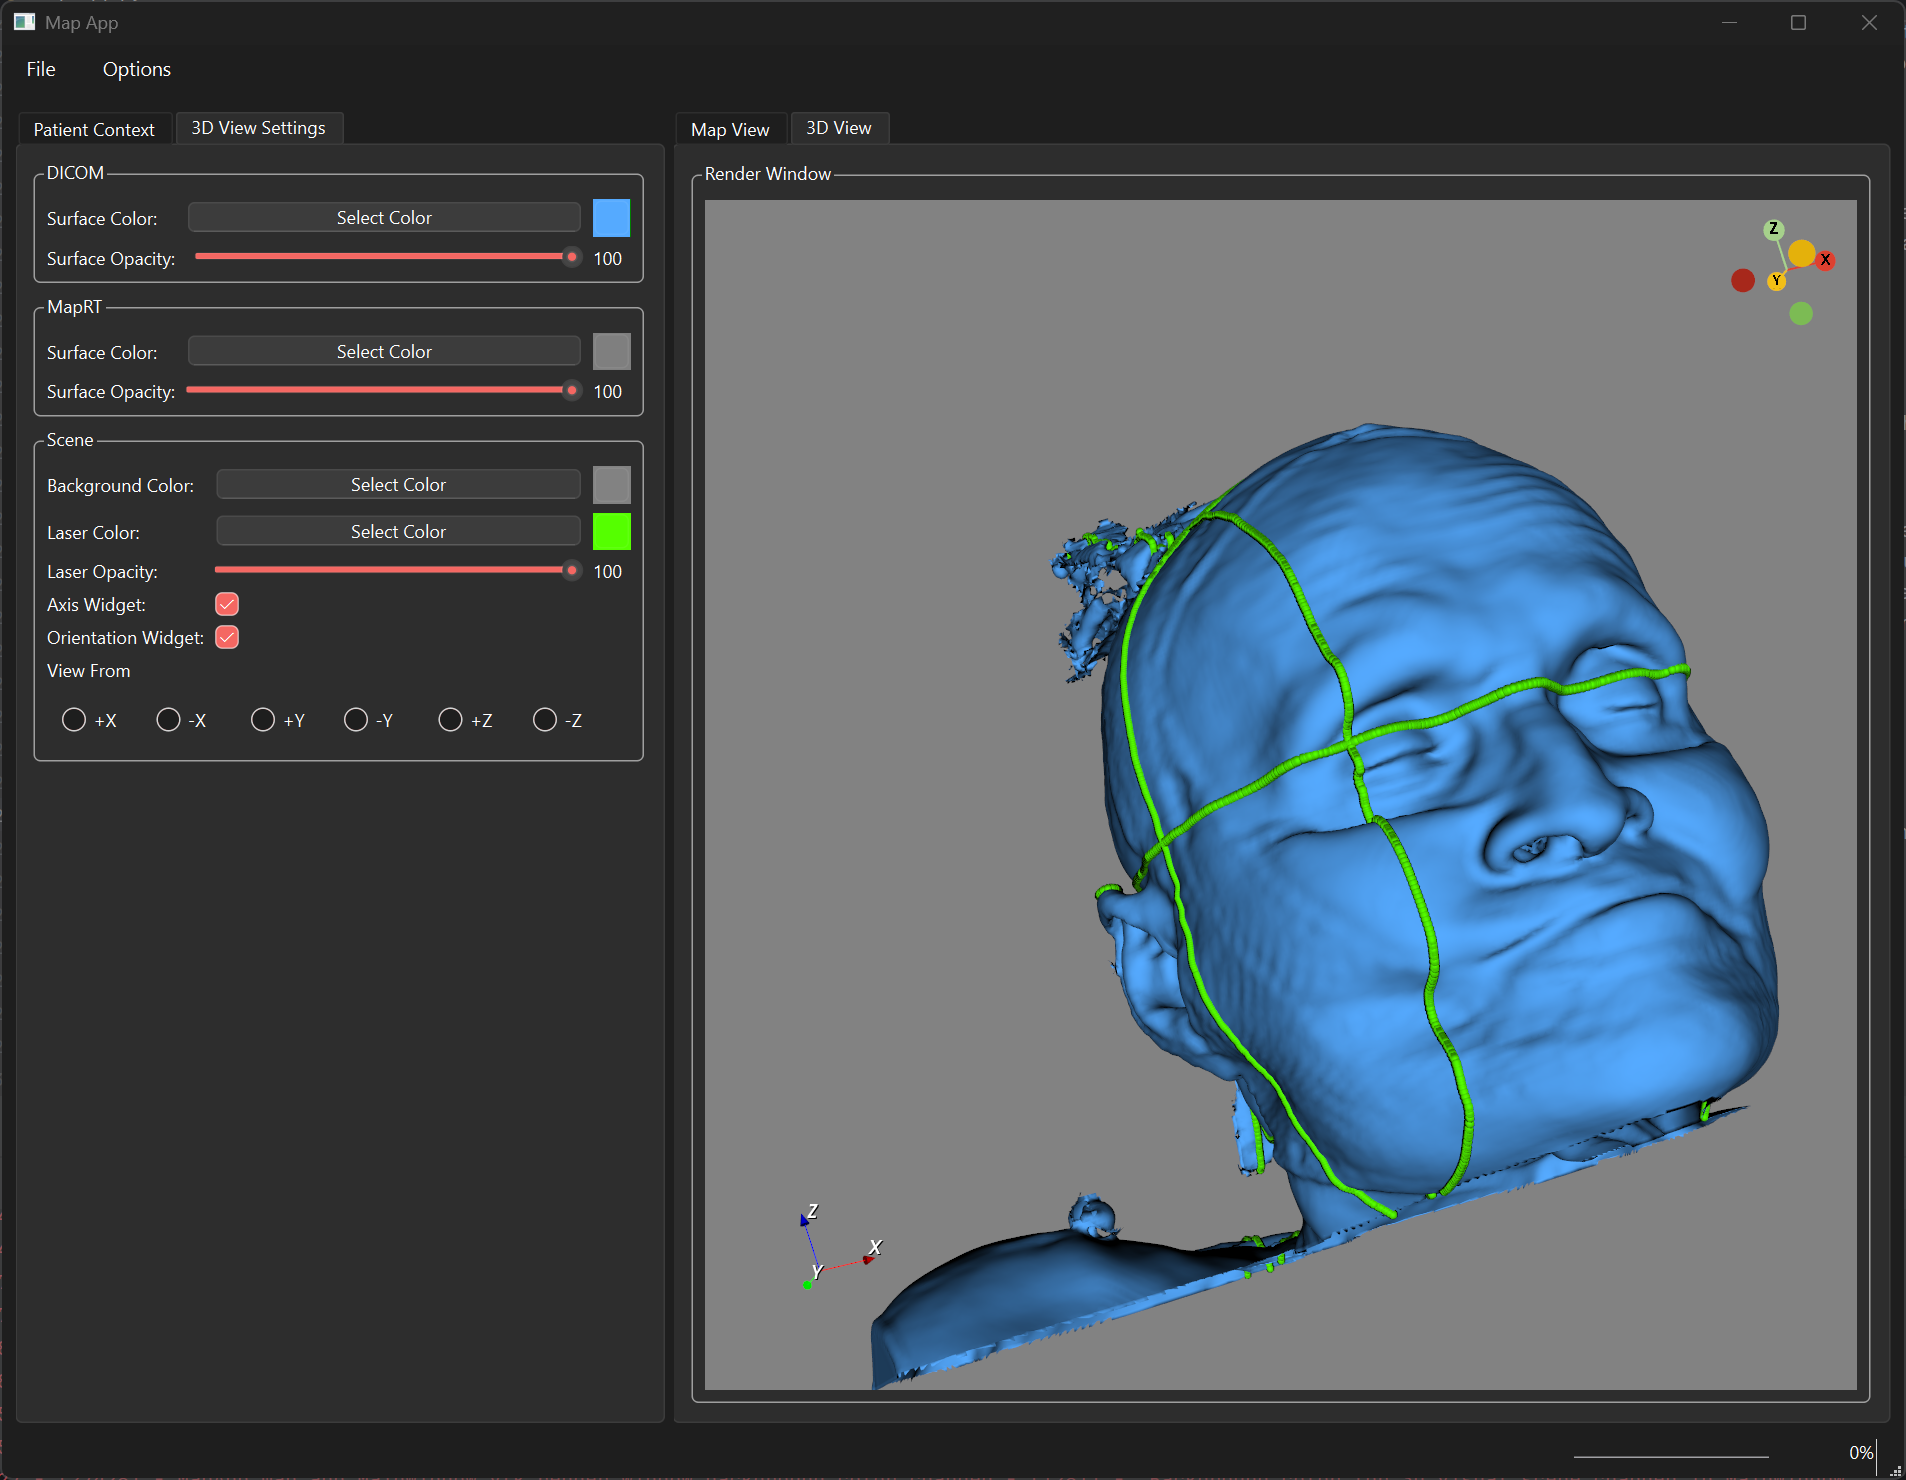 Map App
File Options
Patient Context 3D View Settings
DICOM
Surface Color: Select Color
Surface Opacity: 100
MapRT
Surface Color: Select Color
Surface Opacity: 100
Scene
Background Color: Select Color
Laser Color: Select Color
Laser Opacity: 100
Axis Widget:
Orientation Widget:
View From
+X -X +Y -Y +Z -Z
Map View 3D View
Render Window
Z
X
Y
Z
X
Y
0%